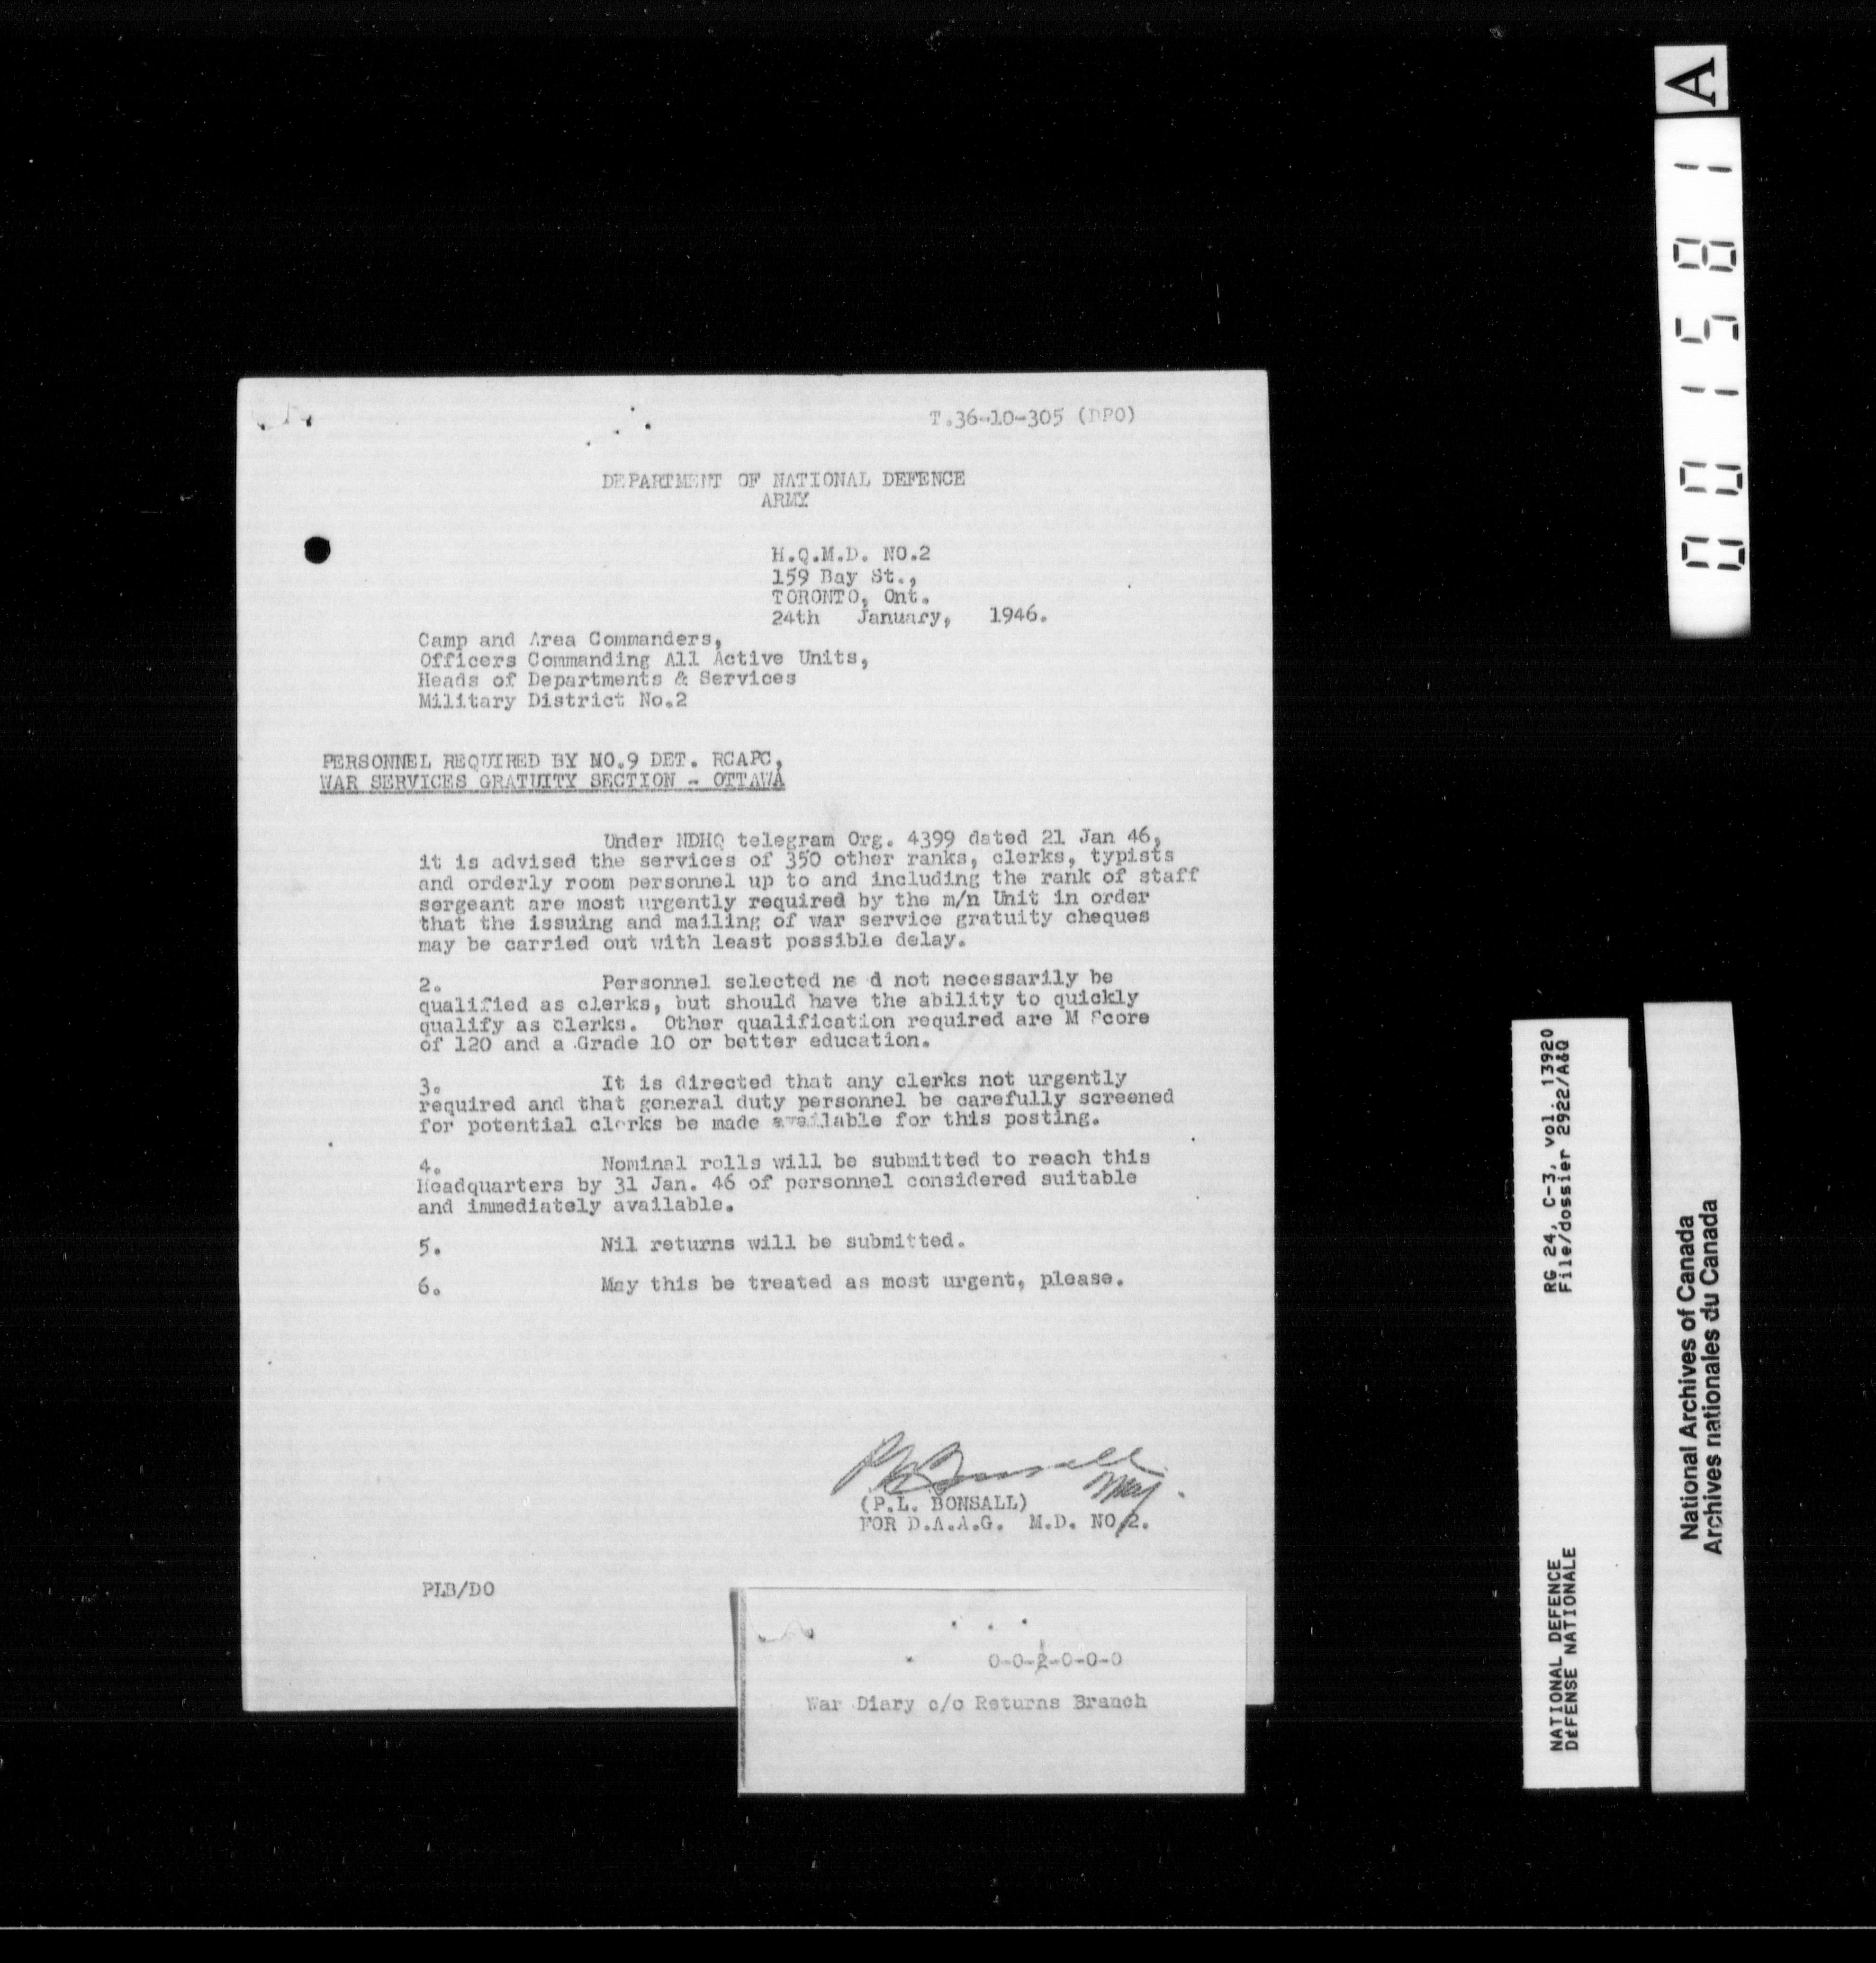 T.36-10-305 (DPO)
DEPARTMENT OF NATIONAL DEFENCE
ARMY
H.Q.M.D. NO.2
159 Bay St.,
TORONTO, Ont.
24th January, 1946.
Camp and Area Commanders,
Officers Commanding All Active Units,
Heads of Departments & Services
Military District No.2
PERSONNEL REQUIRED BY NO.9 DET. RCAPC,
WAR SERVICES GRATUITY SECTION - OTTAWA
Under NDHQ telegram Org. 4399 dated 21 Jan 46,
it is advised the services of 350 other ranks, clerks, typists
and orderly room personnel up to and including the rank of staff
sergeant are most urgently required by the m/n Unit in order
that the issuing and mailing of war service gratuity cheques
may be carried out with least possible delay.
2. Personnel selected ne d not necessarily be
qualified as clerks, but should have the ability to quickly
qualify as clerks. Other qualification required are M Score
of 120 and a Grade 10 or better education.
3. It is directed that any clerks not urgently
required and that general duty personnel be carefully screened
for potential clerks be made available for this posting.
4. Nominal rolls will be submitted to reach this
Headquarters by 31 Jan. 46 of personnel considered suitable
and immediately available.
5. Nil returns will be submitted.
6. May this be treated as most urgent, please.
PLBonsall Maj.
(P.L. BONSALL)
FOR D.A.A.G. M.D. NO.2.
PLB/DO
0-0-2-0-0-0
War Diary c/o Returns Branch
001581 A
RG 24, C-3, vol. 13920
File/dossier 2922/A&Q
NATIONAL DEFENCE
DéFENSE NATIONALE
National Archives of Canada
Archives nationales du Canada